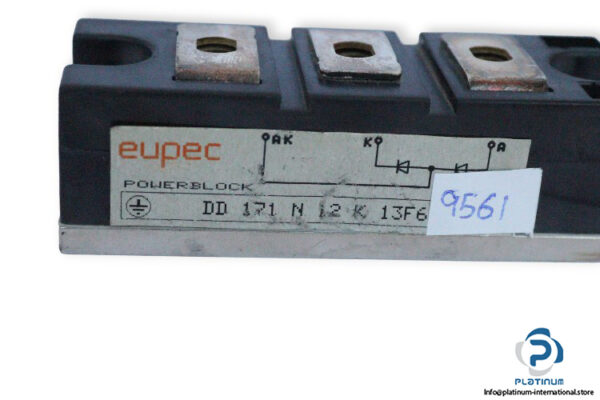 AK K A
eupec
POWERBLOCK
DD 171 N 12 K 13F6
9561
PLATINUM
Info@platinum-international.store